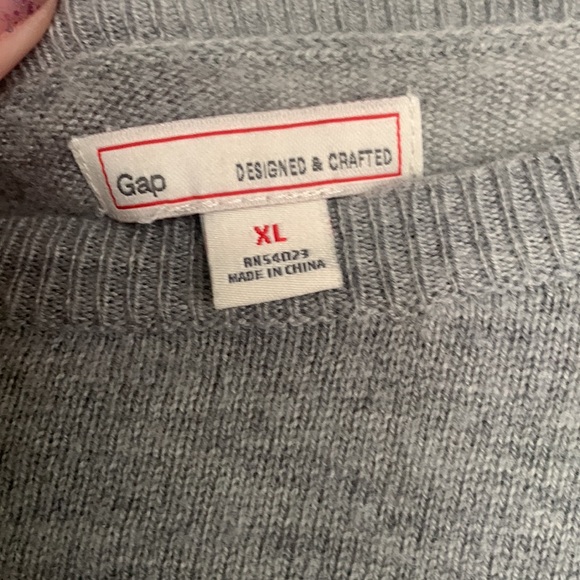 Gap DESIGNED & CRAFTED
XL
RN54023
MADE IN CHINA